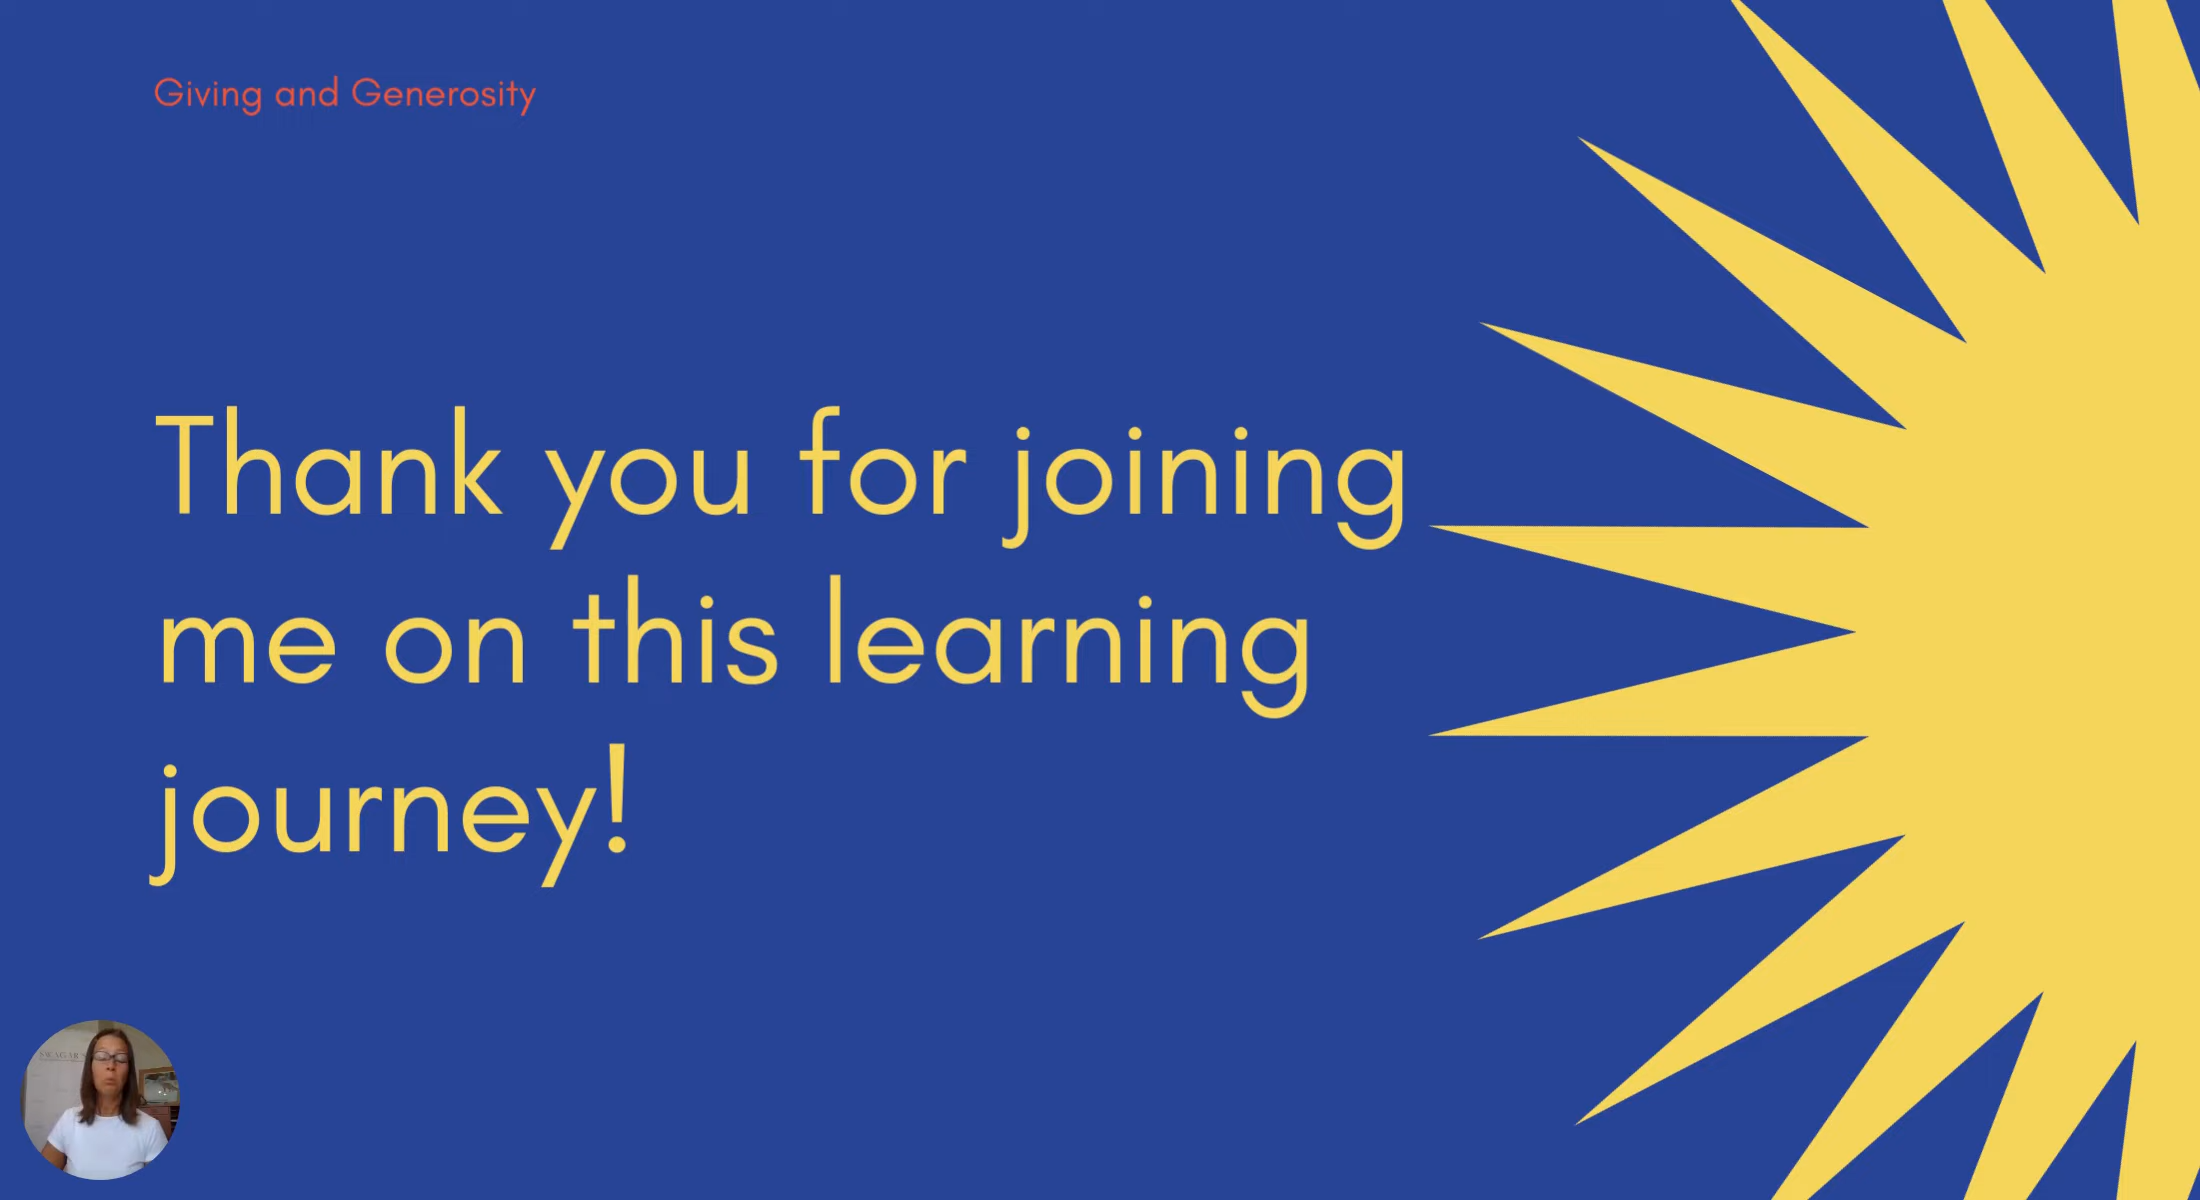 Giving and Generosity
Thank you for joining
me on this learning
journey!